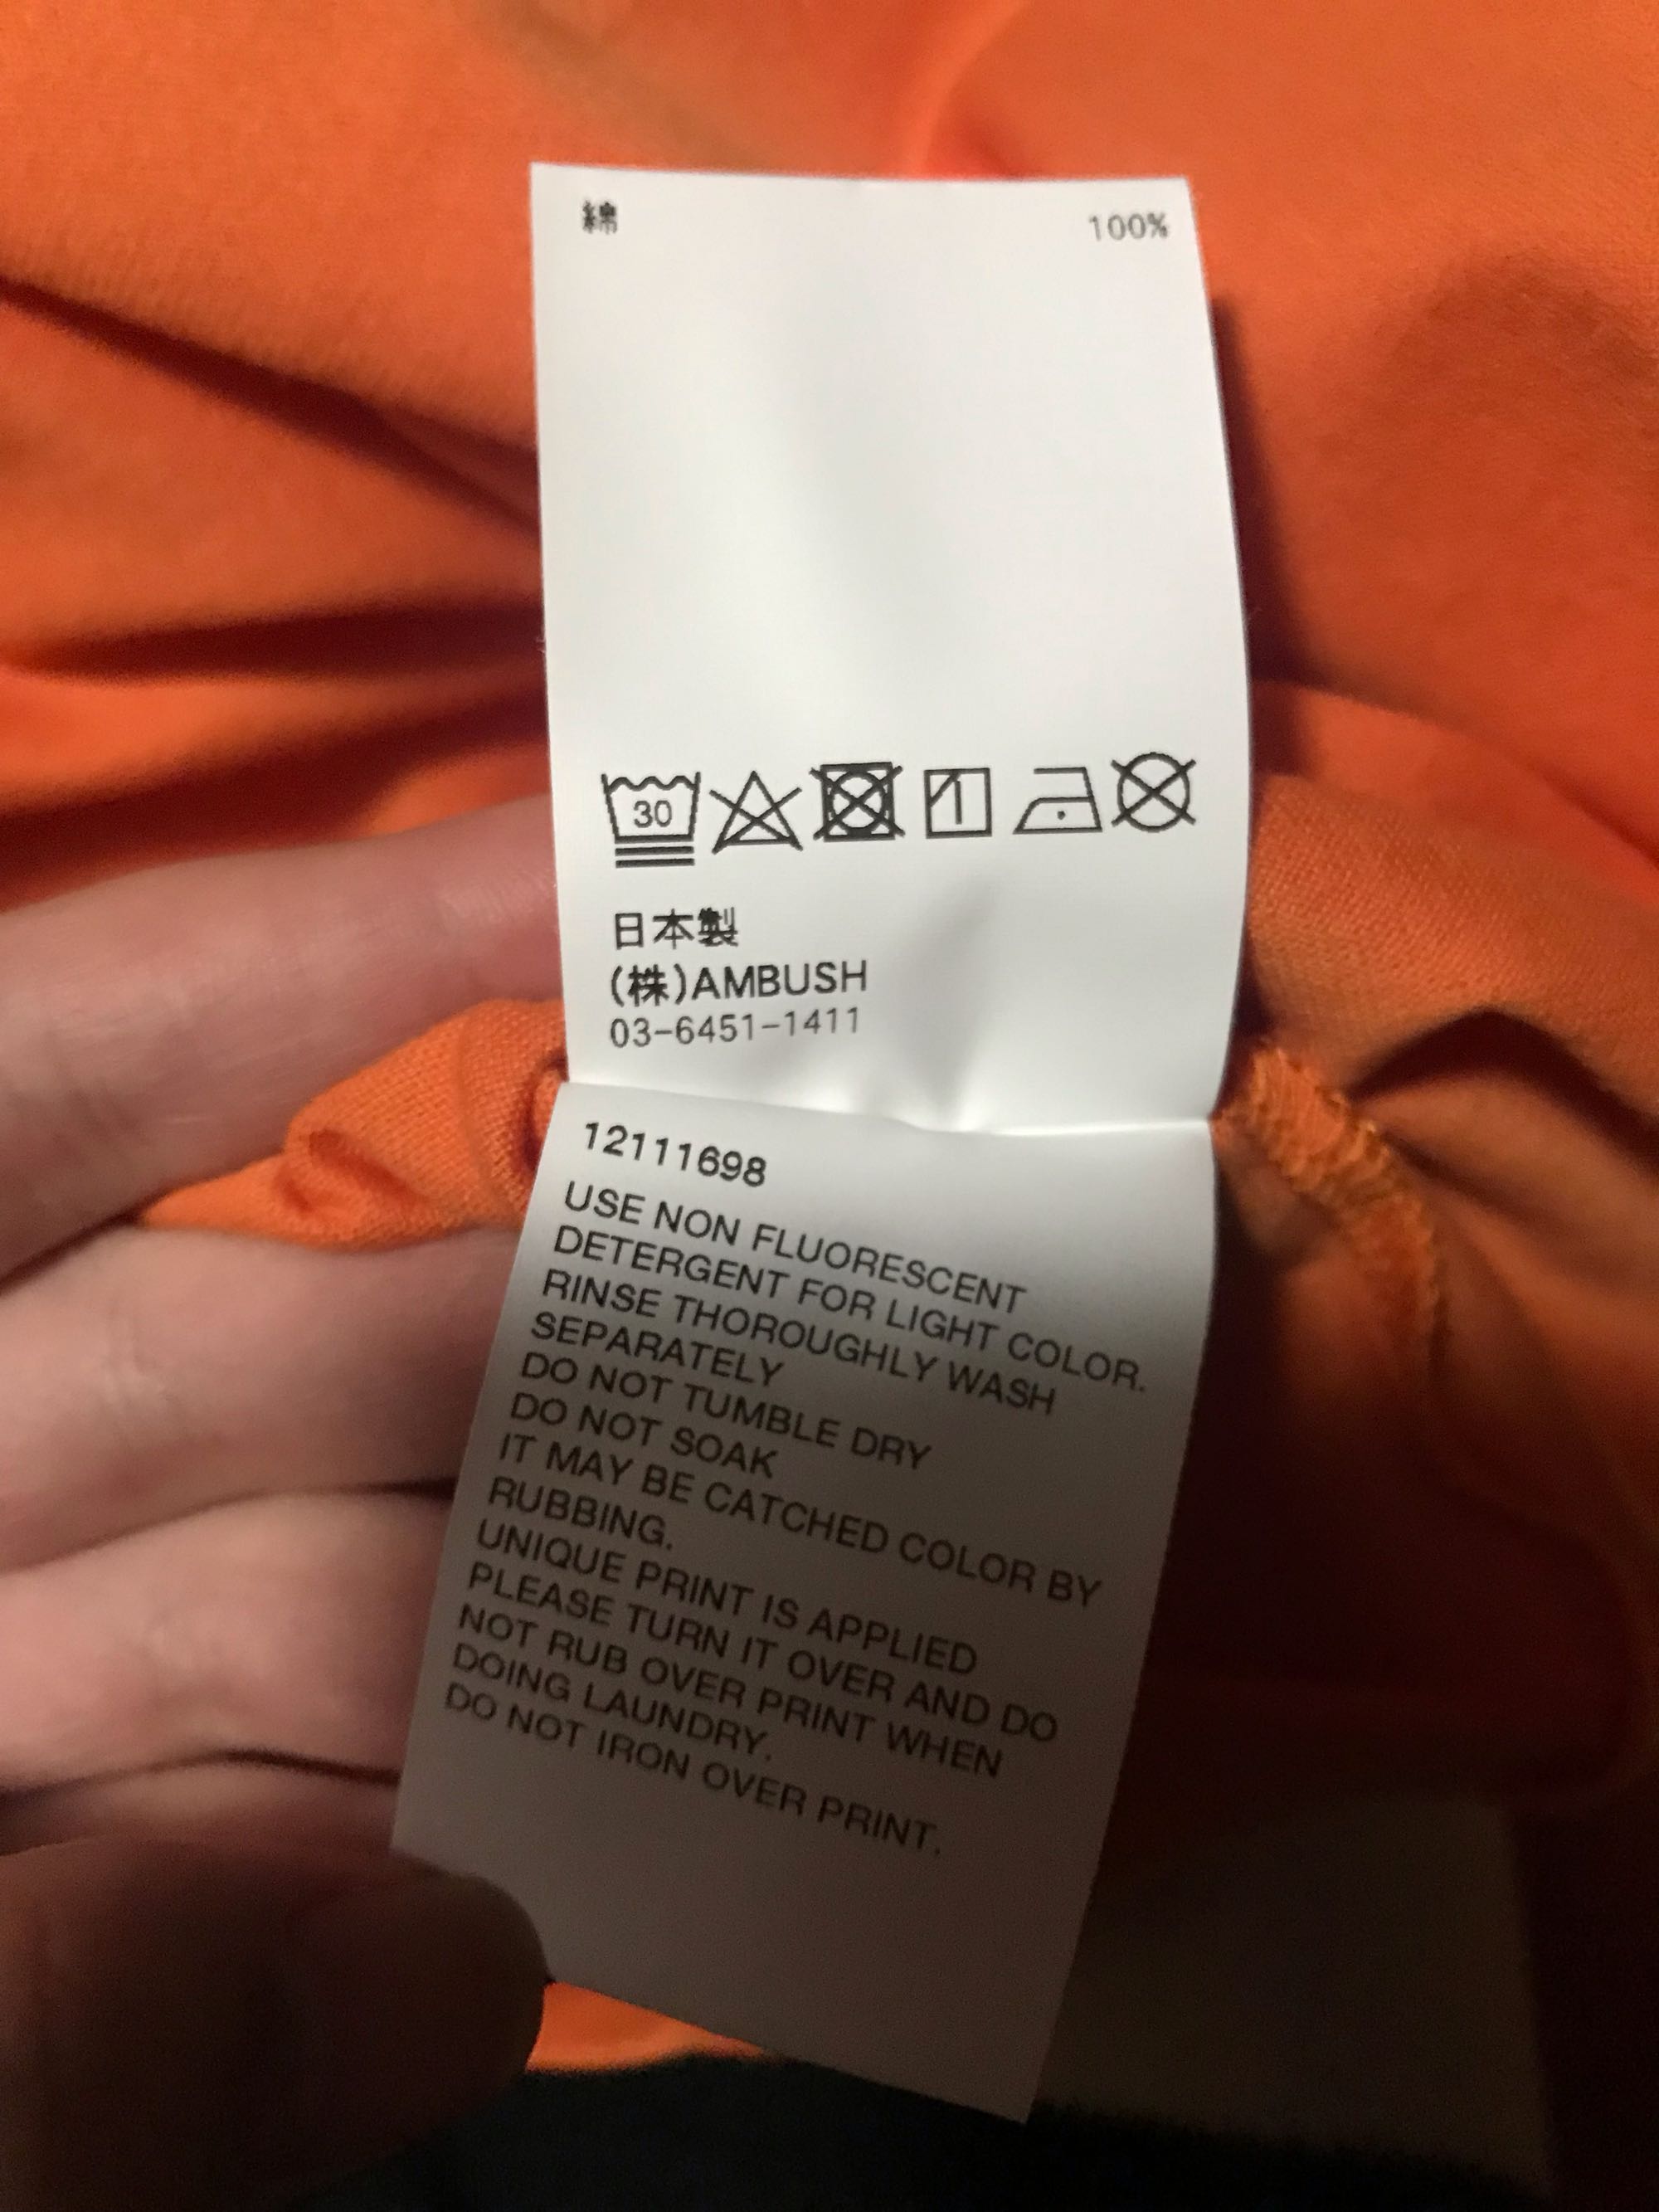 綿 100%
30
日本製
(株)AMBUSH
03-6451-1411
12111698
USE NON FLUORESCENT
DETERGENT FOR LIGHT COLOR.
RINSE THOROUGHLY WASH
SEPARATELY
DO NOT TUMBLE DRY
DO NOT SOAK
IT MAY BE CATCHED COLOR BY
RUBBING.
UNIQUE PRINT IS APPLIED
PLEASE TURN IT OVER AND DO
NOT RUB OVER PRINT WHEN
DOING LAUNDRY.
DO NOT IRON OVER PRINT.